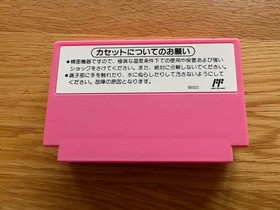 カセットについてのお願い
●精密機器ですので、極端な温度条件下での使用や保管および強い
ショックをさけてください。また、絶対に分解しないでください。
●端子部に手を触れたり、水にぬらしたりして汚さないようにして
ください。故障の原因となります。